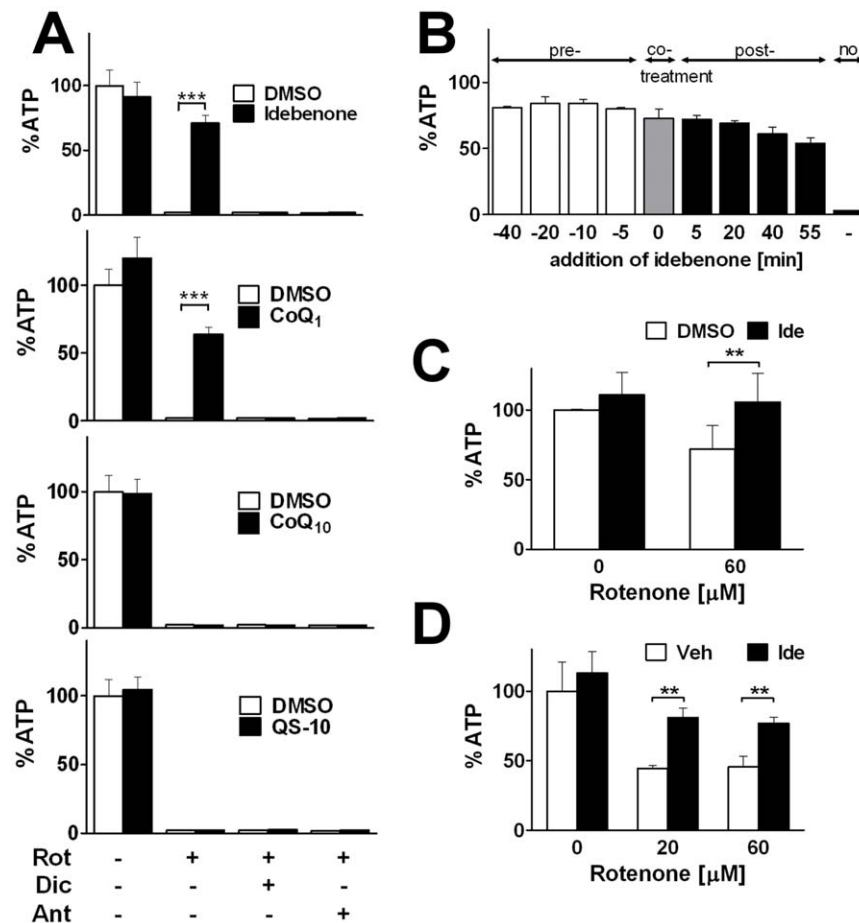 A
%ATP
100
50
0
***
DMSO
Idebenone
%ATP
100
50
0
***
DMSO
CoQ1
%ATP
100
50
0
DMSO
CoQ10
%ATP
100
50
0
DMSO
QS-10
Rot - + + +
Dic - - + -
Ant - - - +
B
pre- co- post- no
treatment
%ATP
100
50
0
-40 -20 -10 -5 0 5 20 40 55 -
addition of idebenone [min]
C
DMSO Ide
**
%ATP
100
50
0
0 60
Rotenone [μM]
D
Veh Ide
** **
%ATP
100
50
0
0 20 60
Rotenone [μM]